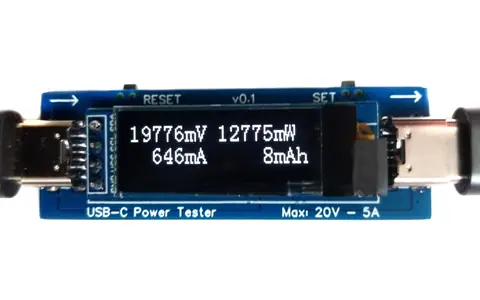 RESET v0.1 SET
19776mV 12775mW
646mA 8mAh
USB-C Power Tester Max: 20V - 5A